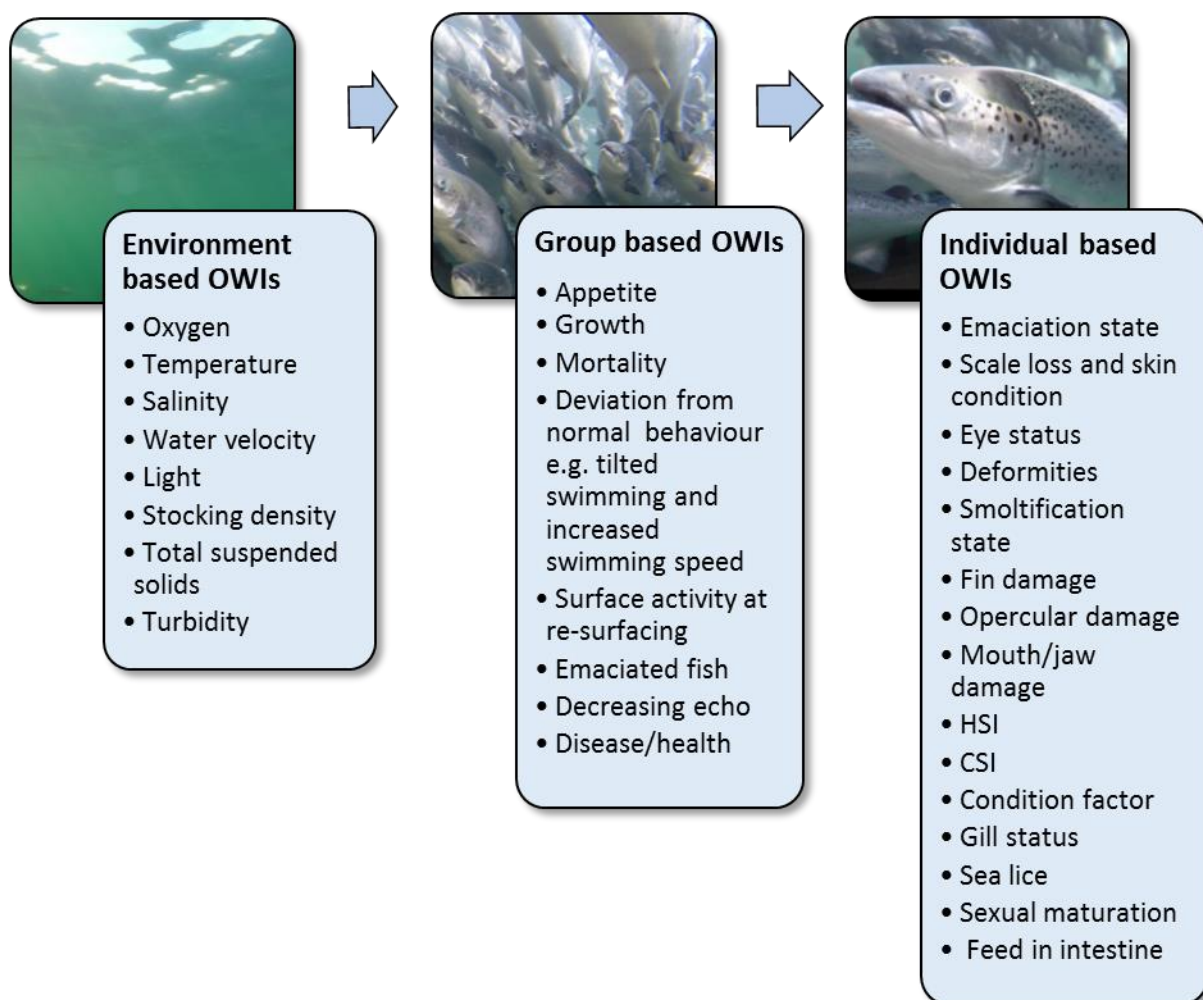 Environment
based OWIs
• Oxygen
• Temperature
• Salinity
• Water velocity
• Light
• Stocking density
• Total suspended
solids
• Turbidity
Group based OWIs
• Appetite
• Growth
• Mortality
• Deviation from
normal behaviour
e.g. tilted
swimming and
increased
swimming speed
• Surface activity at
re-surfacing
• Emaciated fish
• Decreasing echo
• Disease/health
Individual based
OWIs
• Emaciation state
• Scale loss and skin
condition
• Eye status
• Deformities
• Smoltification
state
• Fin damage
• Opercular damage
• Mouth/jaw
damage
• HSI
• CSI
• Condition factor
• Gill status
• Sea lice
• Sexual maturation
• Feed in intestine